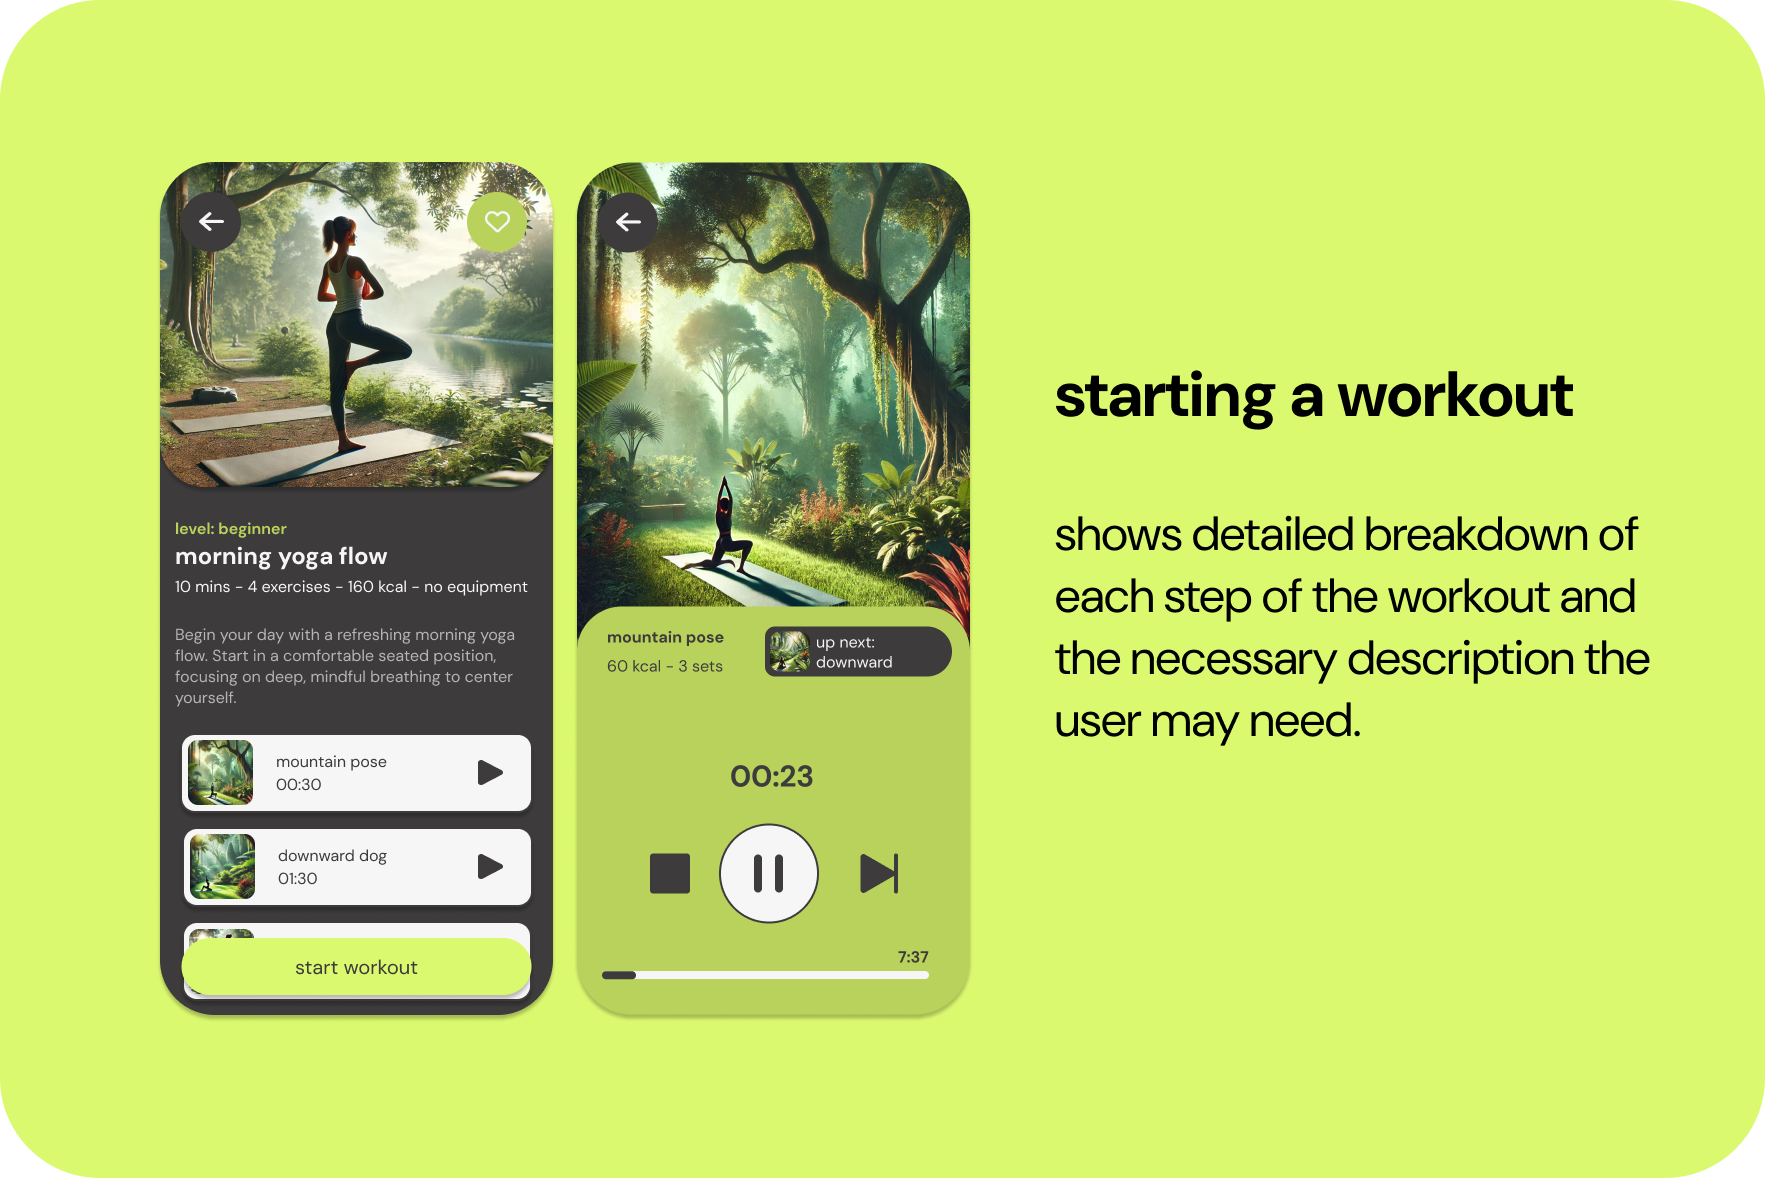 level: beginner
morning yoga flow
10 mins - 4 exercises - 160 kcal - no equipment
Begin your day with a refreshing morning yoga
flow. Start in a comfortable seated position,
focusing on deep, mindful breathing to center
yourself.
mountain pose
00:30
downward dog
01:30
start workout
mountain pose
60 kcal - 3 sets
up next:
downward
00:23
7:37
starting a workout
shows detailed breakdown of
each step of the workout and
the necessary description the
user may need.